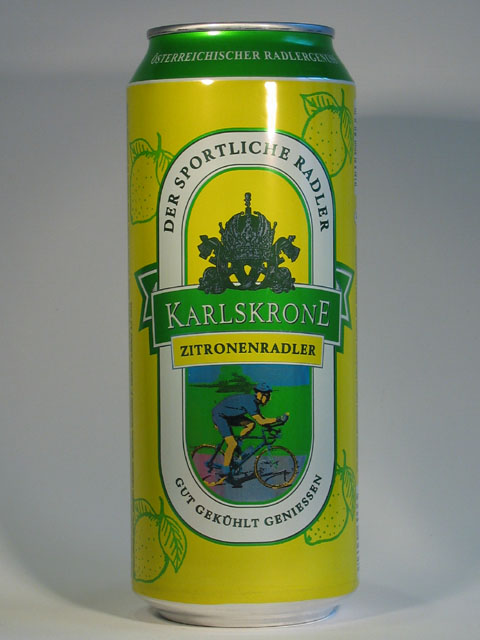 ÖSTERREICHISCHER RADLERGENUSS
DER SPORTLICHE RADLER
KARLSKRONE
ZITRONENRADLER
GUT GEKÜHLT GENIESSEN